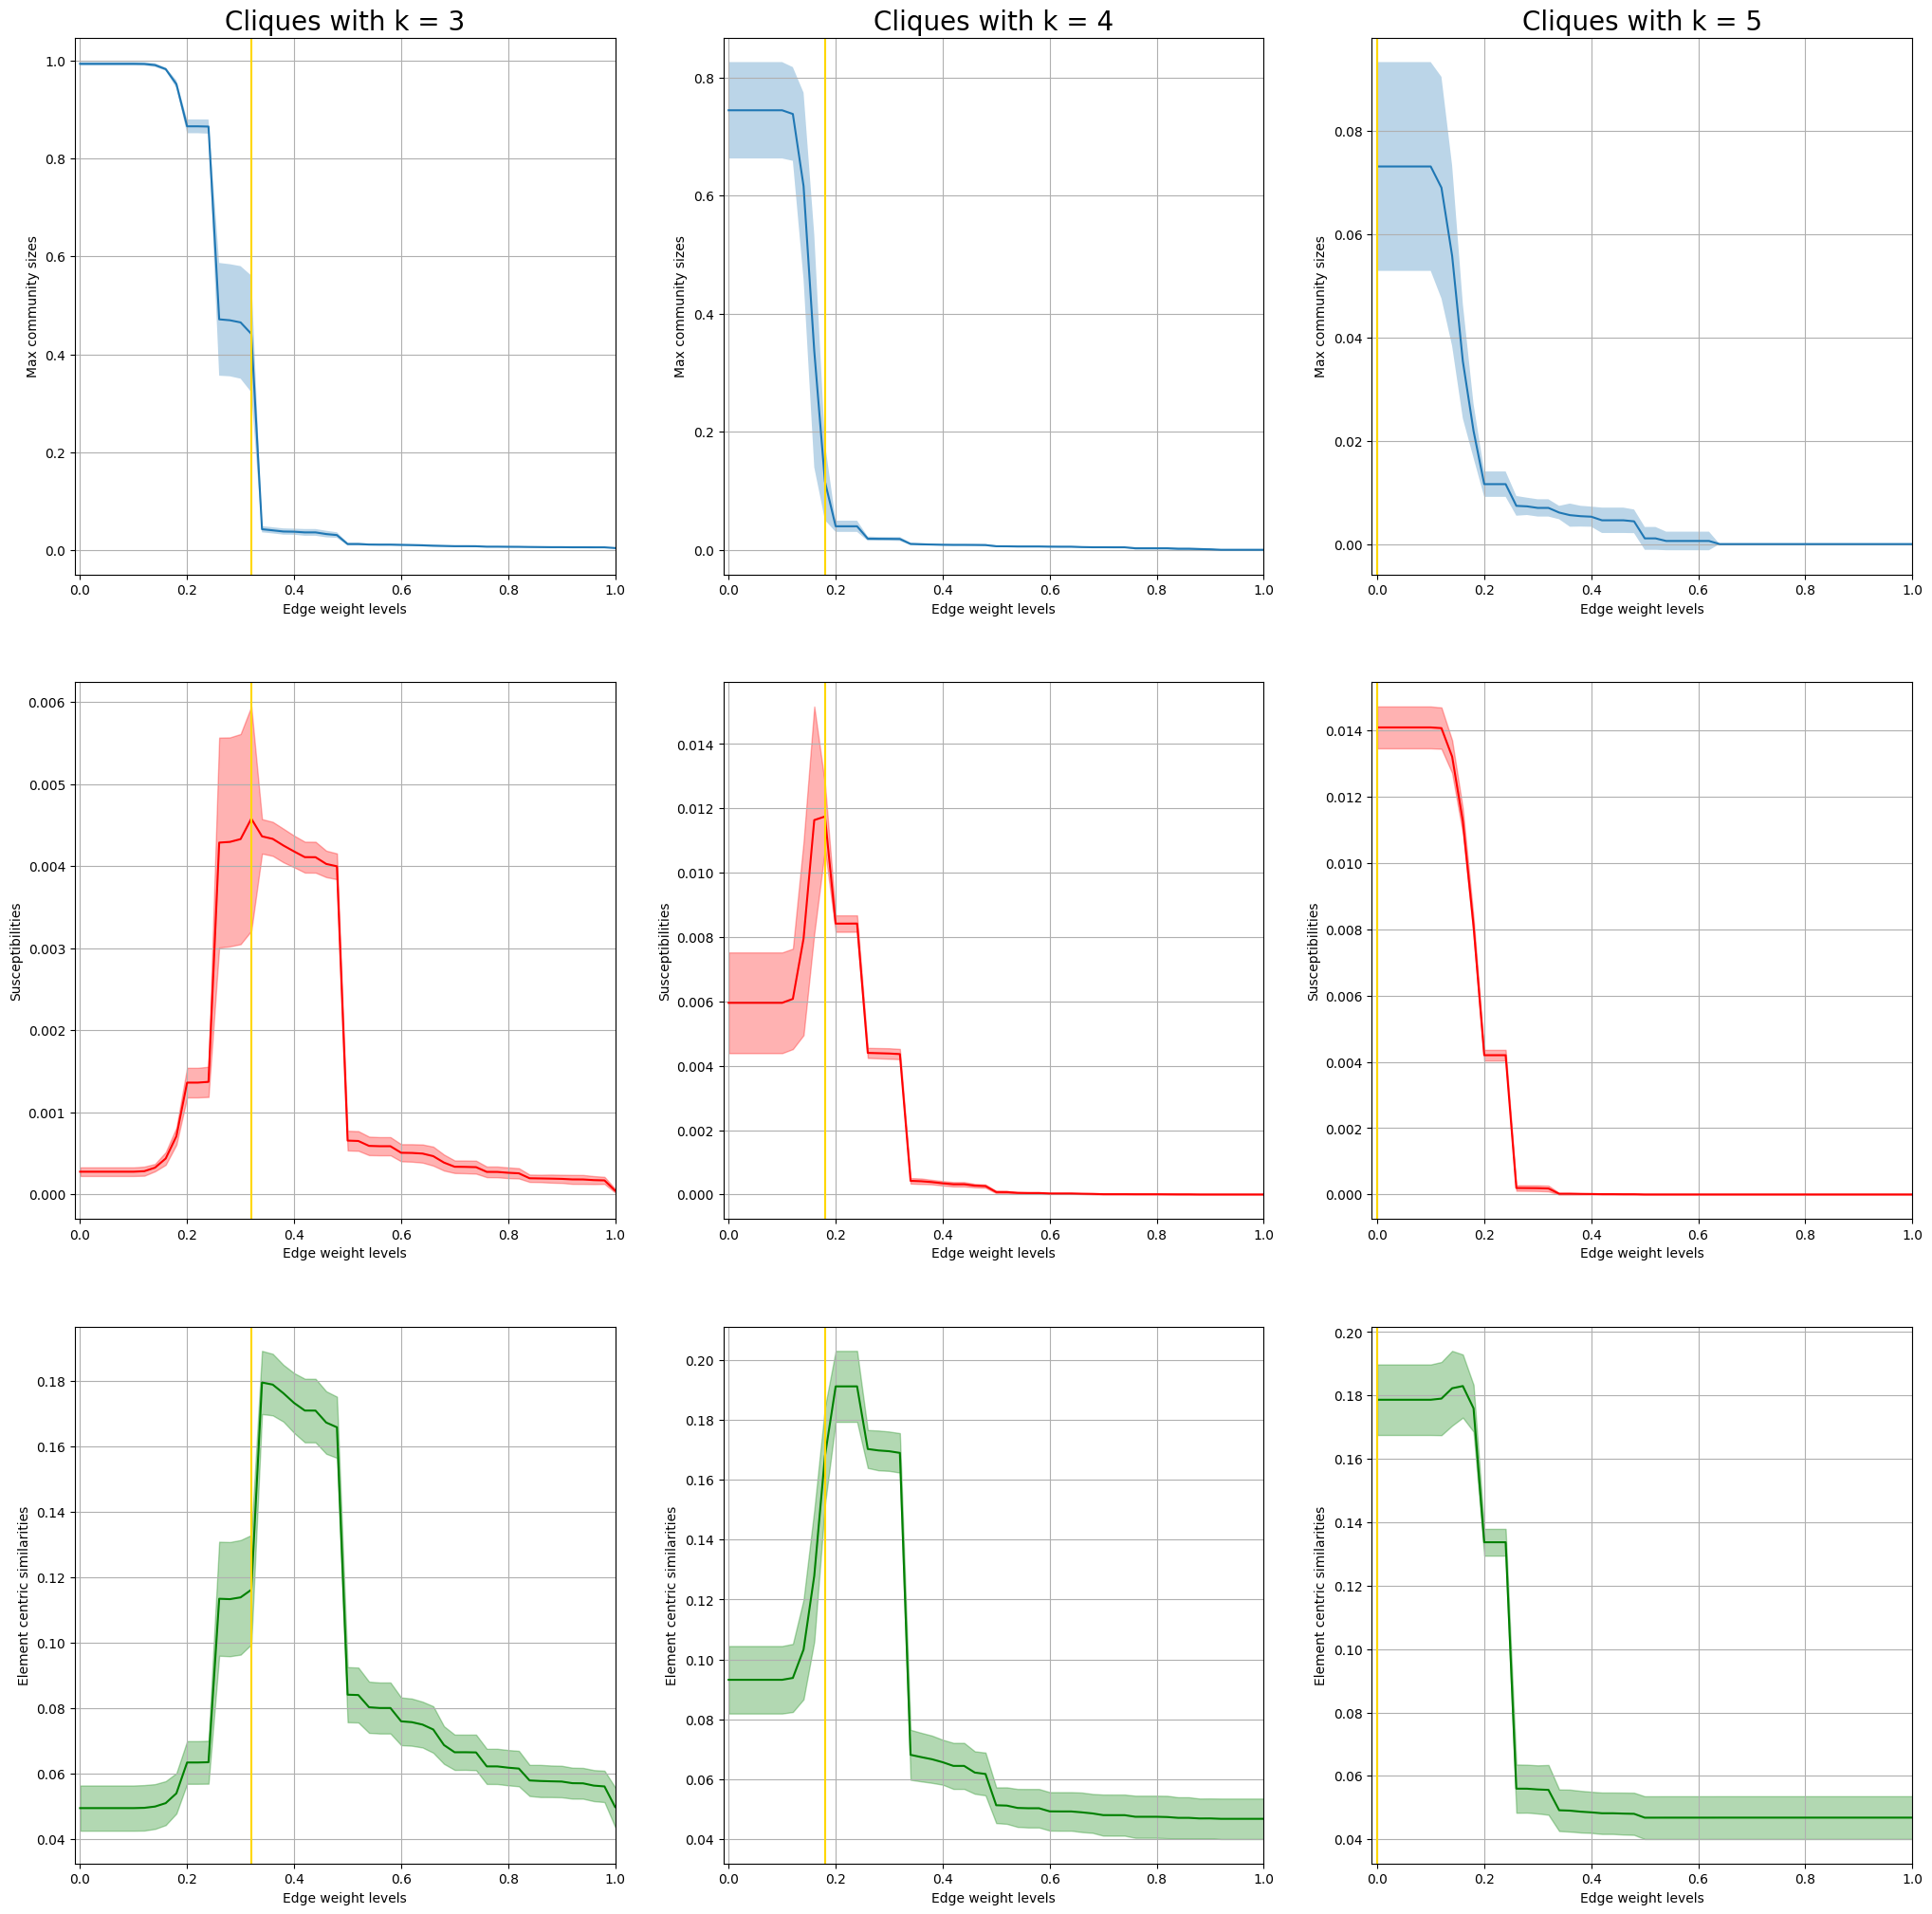 Cliques with k = 3
Cliques with k = 4
Cliques with k = 5
Max community sizes
1.0
0.8
0.6
0.4
0.2
0.0
0.0 0.2 0.4 0.6 0.8 1.0
Edge weight levels
Max community sizes
0.8
0.6
0.4
0.2
0.0
0.0 0.2 0.4 0.6 0.8 1.0
Edge weight levels
Max community sizes
0.08
0.06
0.04
0.02
0.00
0.0 0.2 0.4 0.6 0.8 1.0
Edge weight levels
Susceptibilities
0.006
0.005
0.004
0.003
0.002
0.001
0.000
0.0 0.2 0.4 0.6 0.8 1.0
Edge weight levels
Susceptibilities
0.014
0.012
0.010
0.008
0.006
0.004
0.002
0.000
0.0 0.2 0.4 0.6 0.8 1.0
Edge weight levels
Susceptibilities
0.014
0.012
0.010
0.008
0.006
0.004
0.002
0.000
0.0 0.2 0.4 0.6 0.8 1.0
Edge weight levels
Element centric similarities
0.18
0.16
0.14
0.12
0.10
0.08
0.06
0.04
0.0 0.2 0.4 0.6 0.8 1.0
Edge weight levels
Element centric similarities
0.20
0.18
0.16
0.14
0.12
0.10
0.08
0.06
0.04
0.0 0.2 0.4 0.6 0.8 1.0
Edge weight levels
Element centric similarities
0.20
0.18
0.16
0.14
0.12
0.10
0.08
0.06
0.04
0.0 0.2 0.4 0.6 0.8 1.0
Edge weight levels